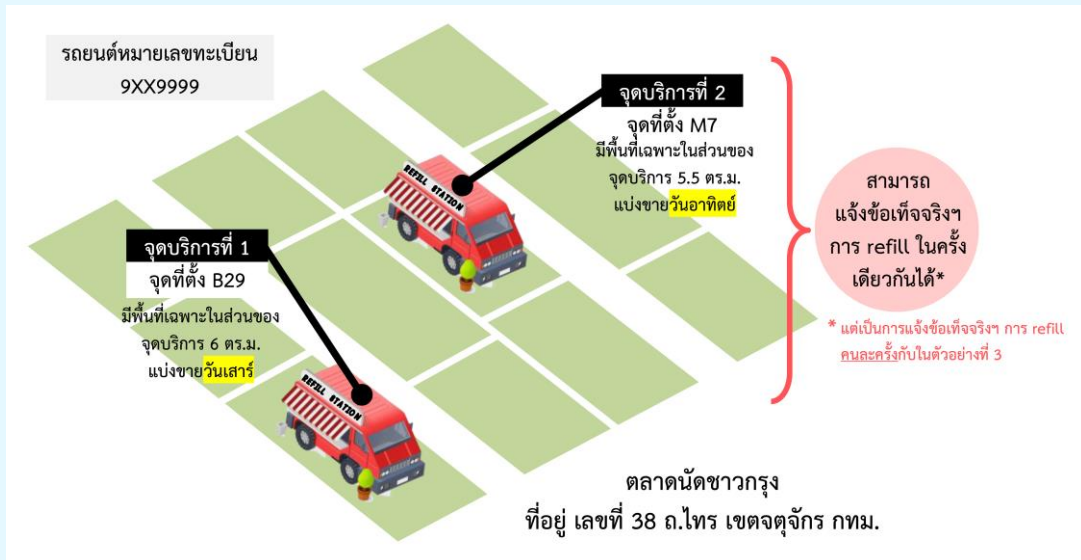 รถยนต์หมายเลขทะเบียน
9XX9999
จุดบริการที่ 2
จุดที่ตั้ง M7
มีพื้นที่เฉพาะในส่วนของ
จุดบริการ 5.5 ตร.ม.
แบ่งขายวันอาทิตย์
REFILL STATION
จุดบริการที่ 1
จุดที่ตั้ง B29
มีพื้นที่เฉพาะในส่วนของ
จุดบริการ 6 ตร.ม.
แบ่งขายวันเสาร์
REFILL STATION
สามารถ
แจ้งข้อเท็จจริงฯ
การ refill ในครั้ง
เดียวกันได้*
* แต่เป็นการแจ้งข้อเท็จจริงฯ การ refill
คนละครั้งกับในตัวอย่างที่ 3
ตลาดนัดชาวกรุง
ที่อยู่ เลขที่ 38 ถ.ไทร เขตจตุจักร กทม.